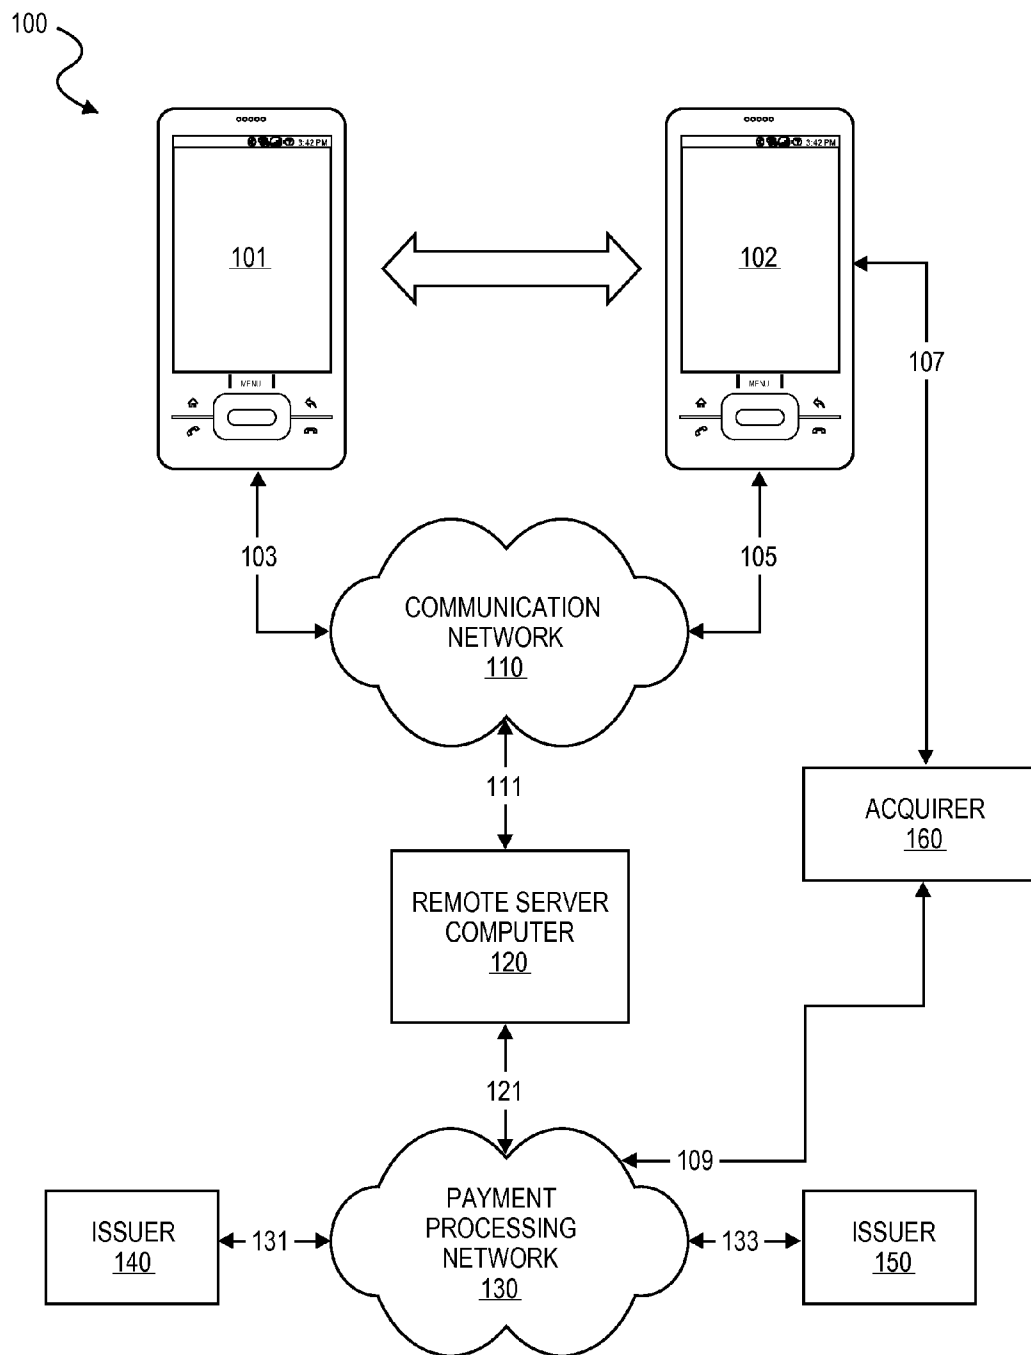 100
3:42 PM
3:42 PM
101
102
107
MENU
MENU
103
105
COMMUNICATION
NETWORK
110
111
ACQUIRER
160
REMOTE SERVER
COMPUTER
120
121
109
PAYMENT
PROCESSING
NETWORK
130
ISSUER
140
131
133
ISSUER
150